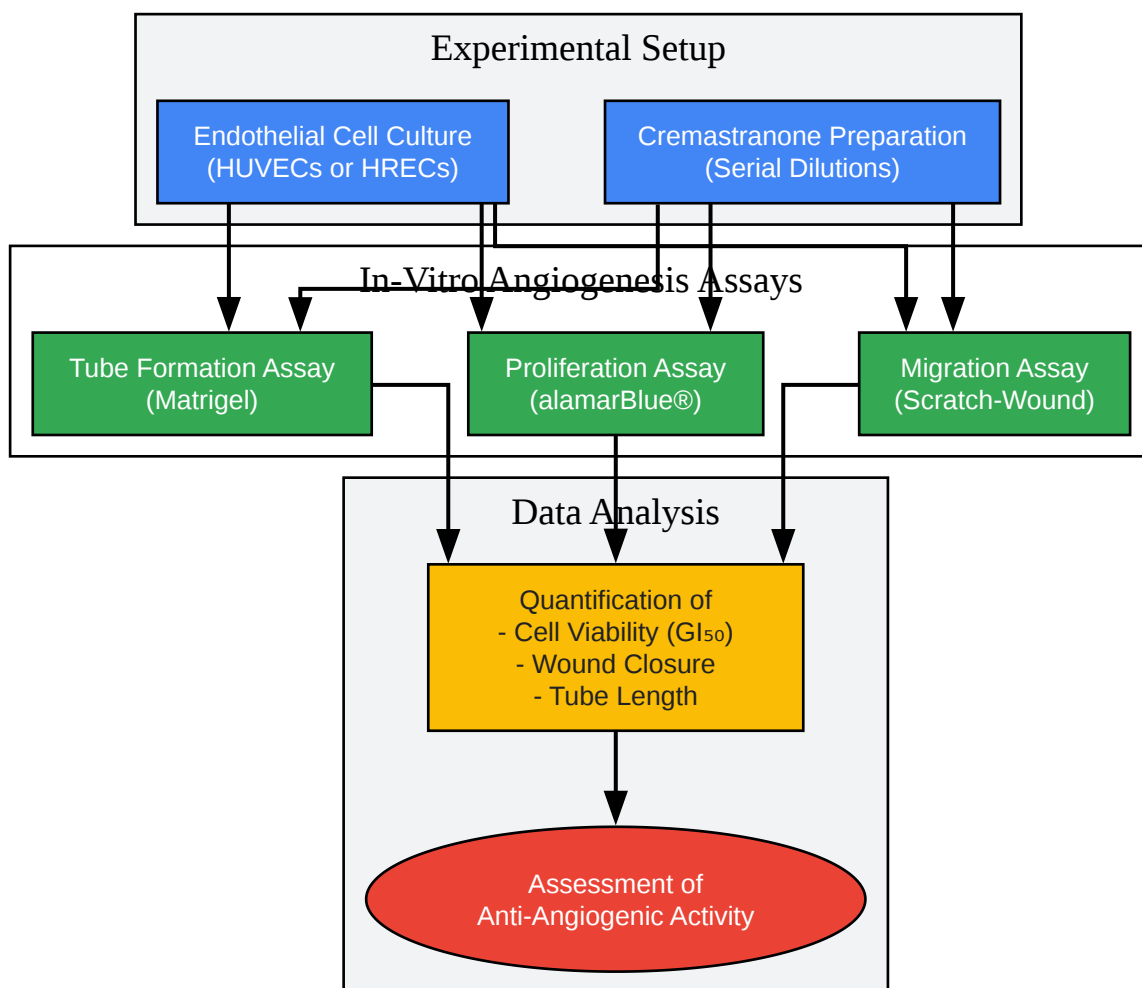 Experimental Setup
Endothelial Cell Culture
(HUVECs or HRECs)
Cremastranone Preparation
(Serial Dilutions)
In-Vitro Angiogenesis Assays
Tube Formation Assay
(Matrigel)
Proliferation Assay
(alamarBlue®)
Migration Assay
(Scratch-Wound)
Data Analysis
Quantification of
- Cell Viability (GI₅₀)
- Wound Closure
- Tube Length
Assessment of
Anti-Angiogenic Activity